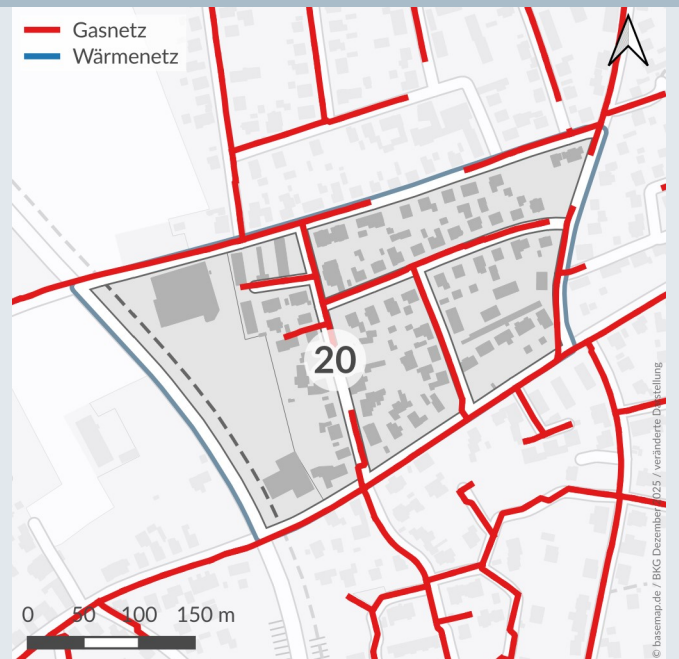 Gasnetz
Wärmenetz
20
0 50 100 150 m
© basemap.de / BKG Dezember 2025 / veränderte Darstellung